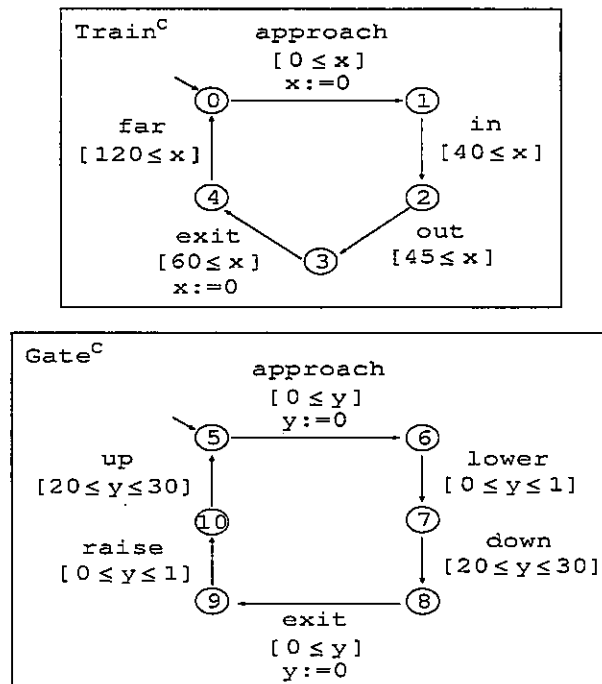 Train^C
approach
[0 ≤ x]
x:=0
0
1
far
[120 ≤ x]
in
[40 ≤ x]
4
2
exit
[60 ≤ x]
x:=0
3
out
[45 ≤ x]
Gate^C
approach
[0 ≤ y]
y:=0
5
6
up
[20 ≤ y ≤ 30]
lower
[0 ≤ y ≤ 1]
10
7
raise
[0 ≤ y ≤ 1]
down
[20 ≤ y ≤ 30]
9
8
exit
[0 ≤ y]
y:=0